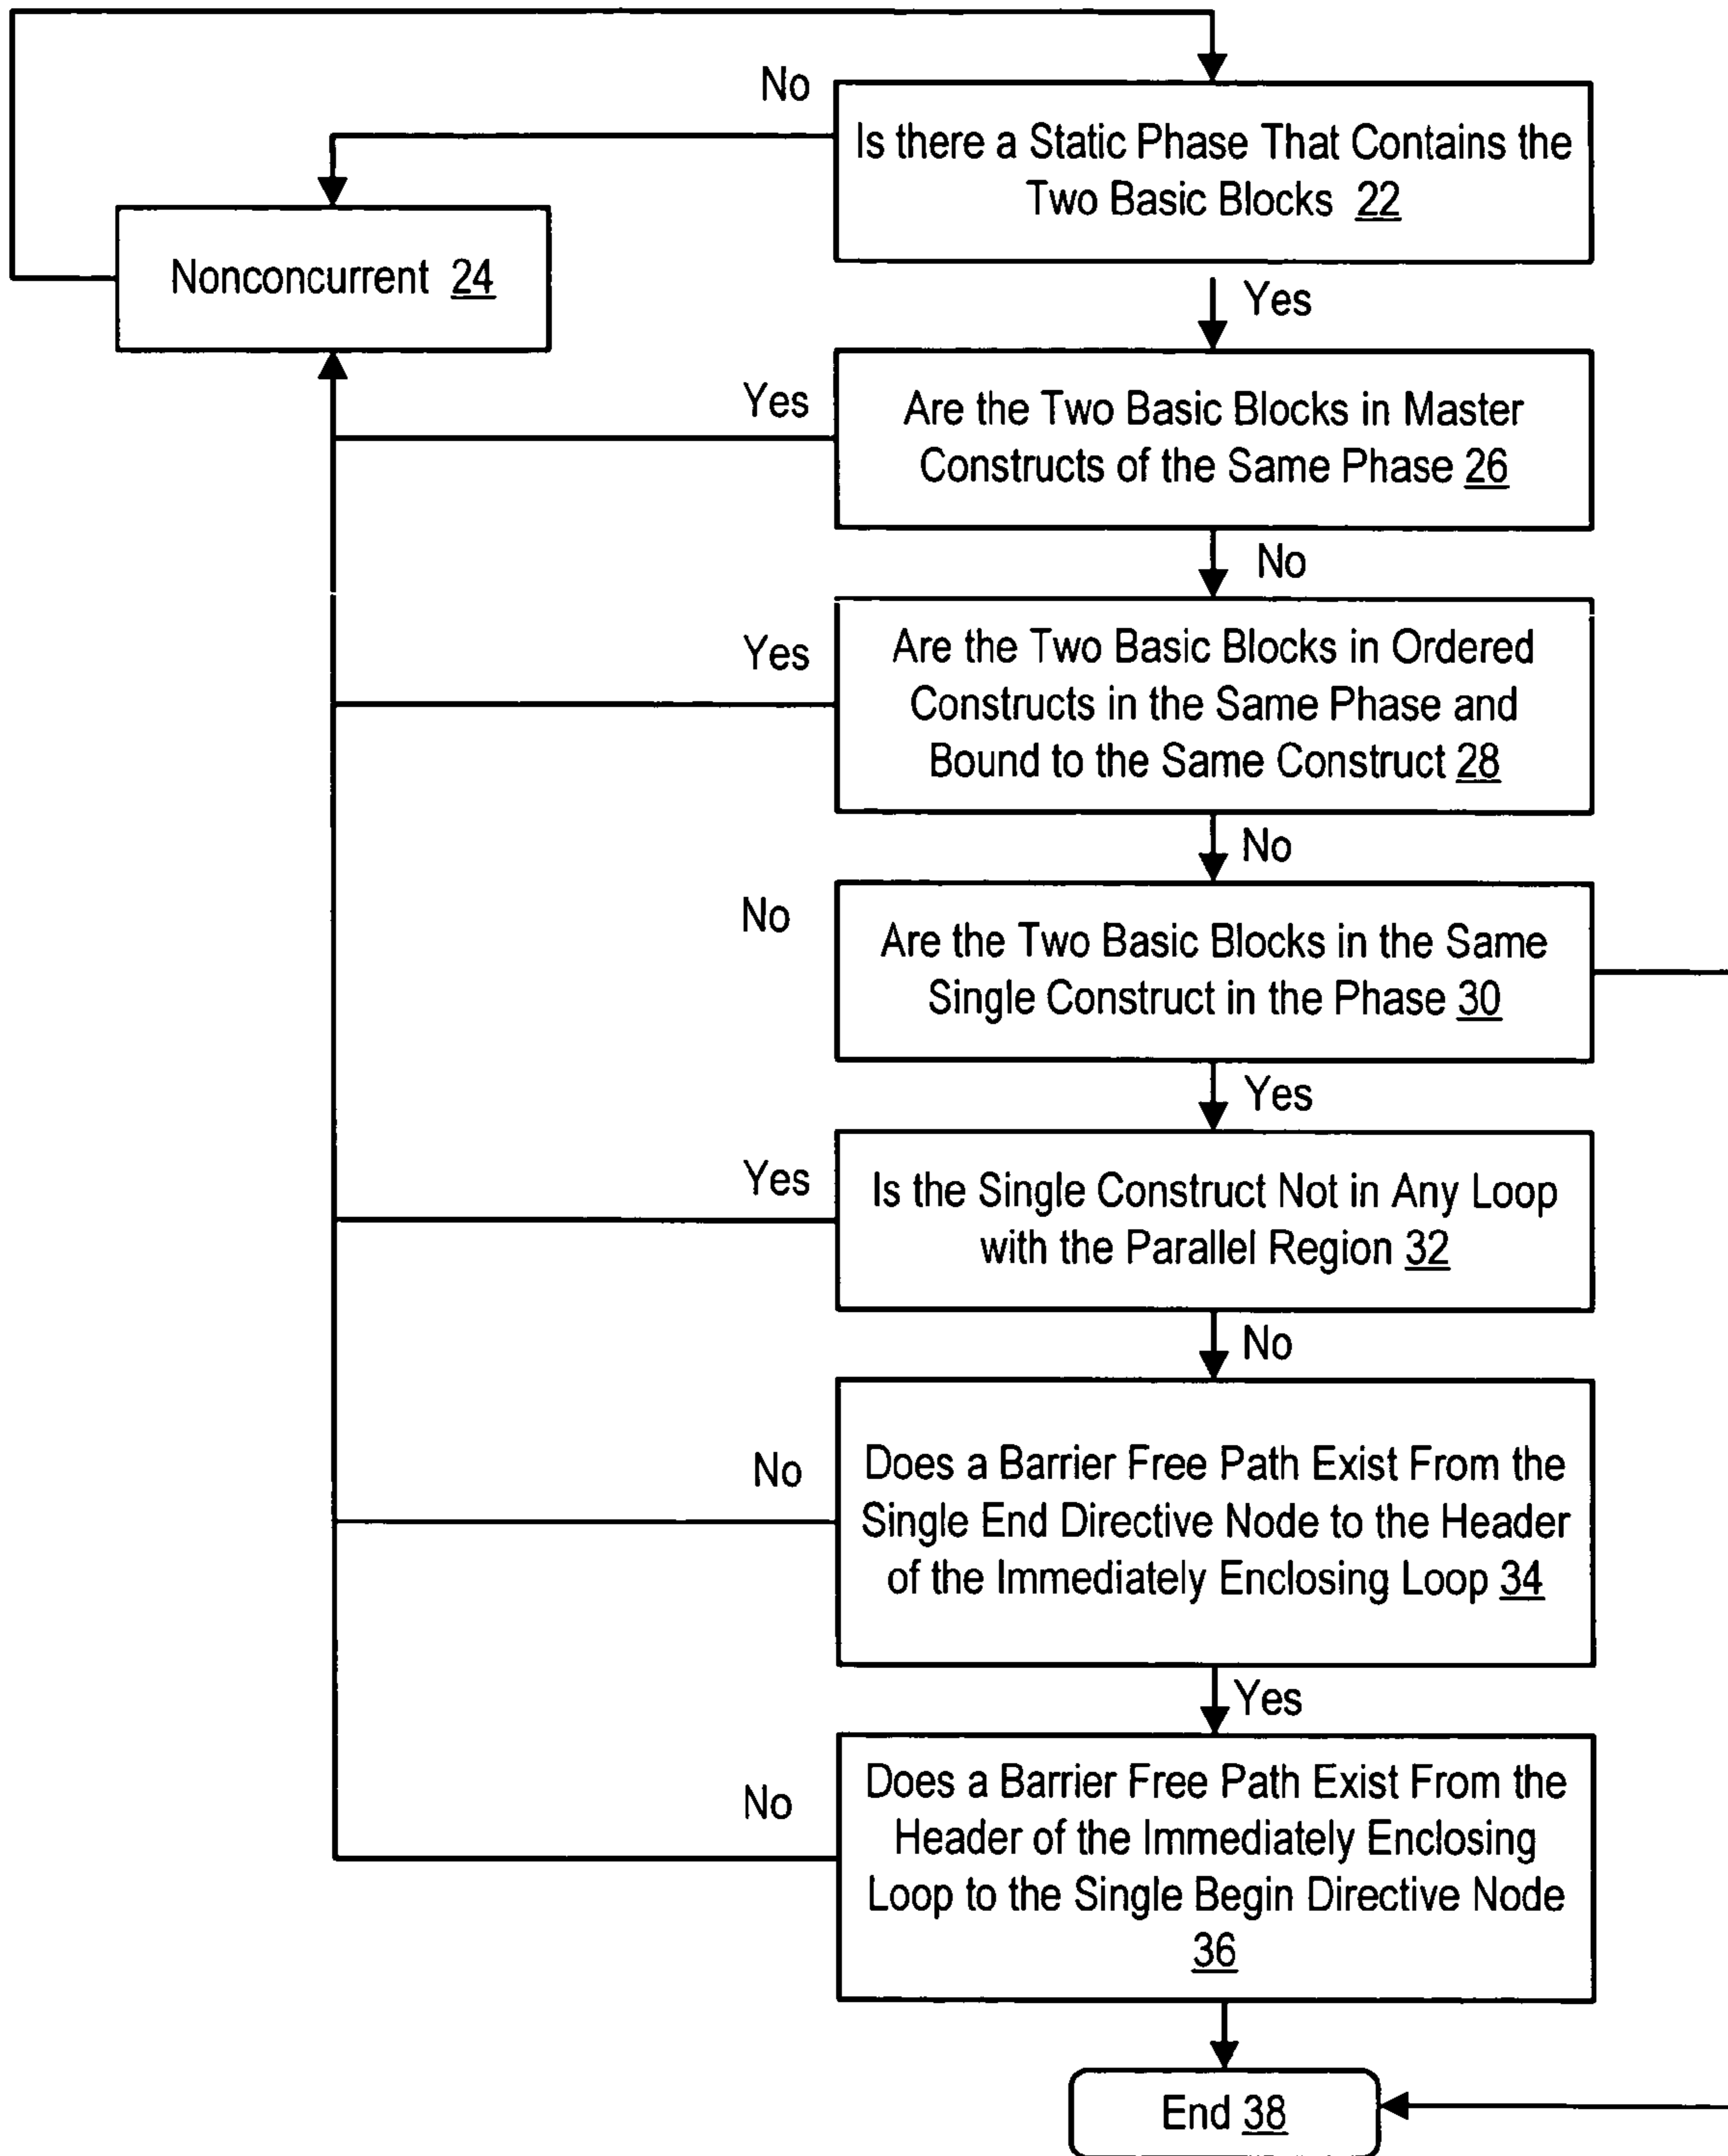 No
Is there a Static Phase That Contains the
Two Basic Blocks 22
Nonconcurrent 24
Yes
Yes
Are the Two Basic Blocks in Master
Constructs of the Same Phase 26
No
Yes
Are the Two Basic Blocks in Ordered
Constructs in the Same Phase and
Bound to the Same Construct 28
No
No
Are the Two Basic Blocks in the Same
Single Construct in the Phase 30
Yes
Yes
Is the Single Construct Not in Any Loop
with the Parallel Region 32
No
No
Does a Barrier Free Path Exist From the
Single End Directive Node to the Header
of the Immediately Enclosing Loop 34
Yes
No
Does a Barrier Free Path Exist From the
Header of the Immediately Enclosing
Loop to the Single Begin Directive Node
36
End 38